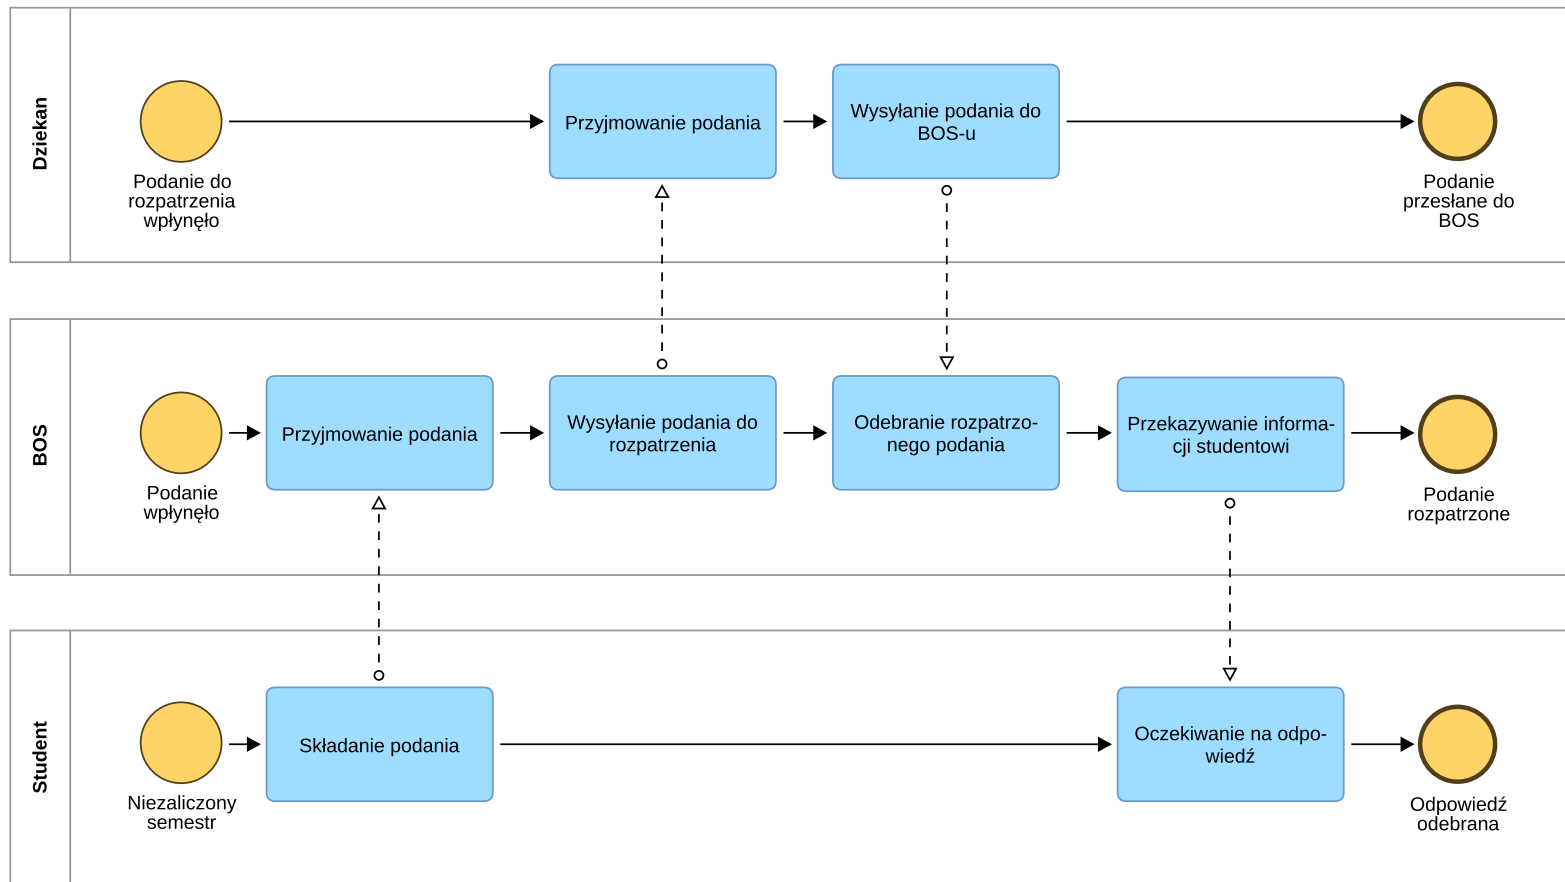 Dziekan
Podanie do
rozpatrzenia
wpłynęło
Przyjmowanie podania
Wysyłanie podania do
BOS-u
Podanie
przesłane do
BOS
BOS
Podanie
wpłynęło
Przyjmowanie podania
Wysyłanie podania do
rozpatrzenia
Odebranie rozpatrzo-
nego podania
Przekazywanie informa-
cji studentowi
Podanie
rozpatrzone
Student
Niezaliczony
semestr
Składanie podania
Oczekiwanie na odpo-
wiedź
Odpowiedź
odebrana